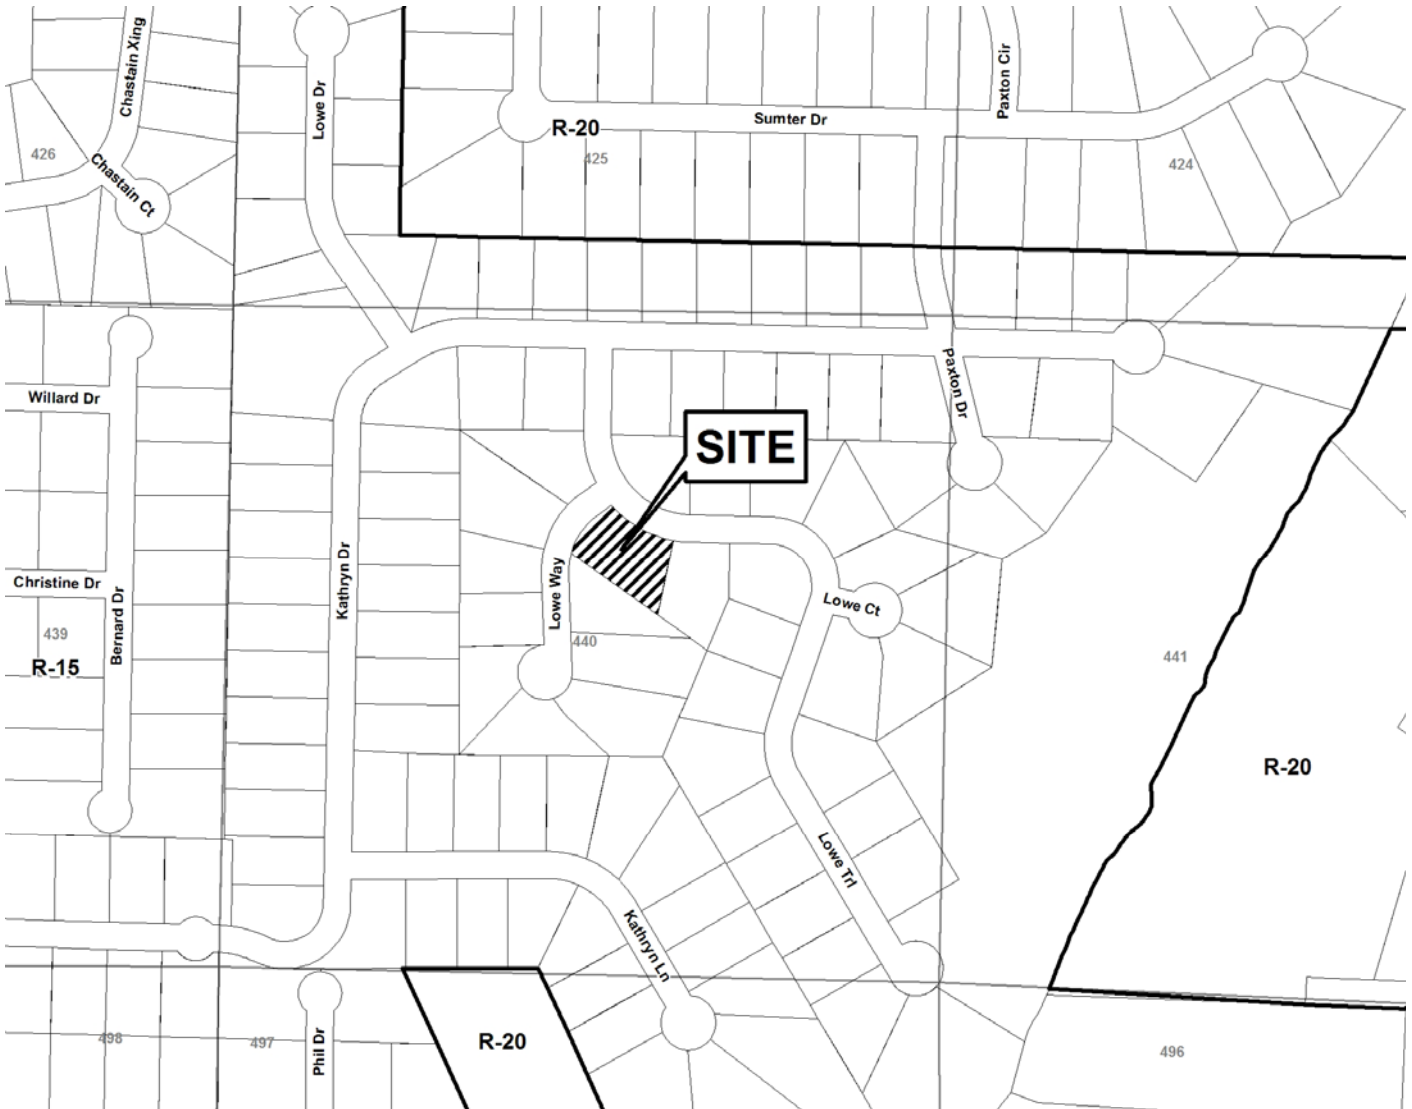 Chastain Xing
Lowe Dr
Paxton Cir
Sumter Dr
R-20
425
426
424
Chastain Ct
Willard Dr
Paxton Dr
SITE
Kathryn Dr
Lowe Way
Christine Dr
Bernard Dr
Lowe Ct
439
440
441
R-15
R-20
Lowe Trl
Kathryn Ln
R-20
498
497
Phil Dr
496